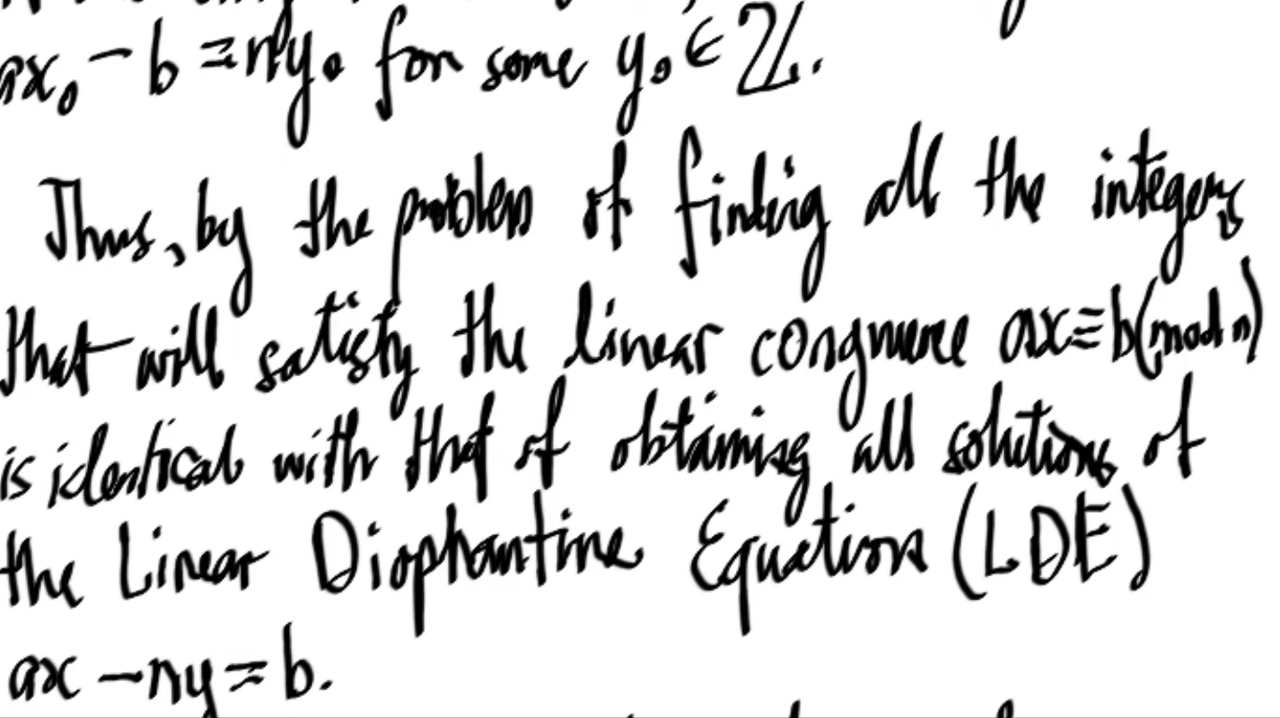 ax₀ - b = ny₀ for some y₀ ∈ ℤ.
Thus, by the problem of finding all the integers
that will satisfy the linear congruence ax ≡ b(mod n)
is identical with that of obtaining all solutions of
the Linear Diophantine Equation (LDE)
ax - ny = b.